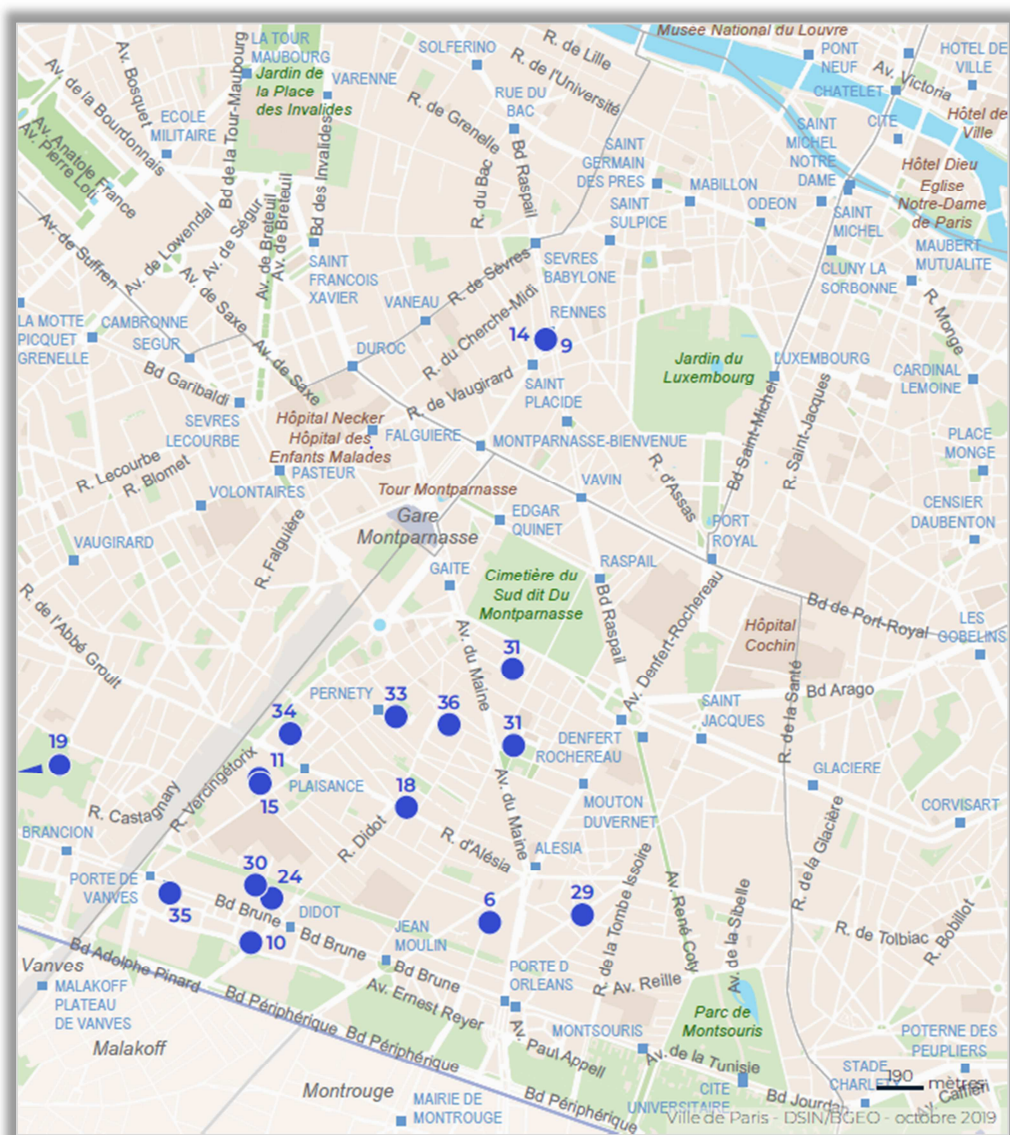 Musée National du Louvre
LA TOUR
MAUBOURG
SOLFERINO
R. de Lille
PONT
NEUF
HOTEL DE
VILLE
Av. Bosquet
Jardin de
la Place
des Invalides
VARENNE
R. de l'Université
Av. Victoria
Av. de la Bourdonnais
RUE DU
BAC
CHATELET
R. de Grenelle
CITE
Hôtel de
Ville
ECOLE
MILITAIRE
Av. Anatole France
Av. Pierre Loti
Bd de la Tour-Maubourg
Bd des Invalides
Bd Raspail
SAINT
GERMAIN
DES PRES
SAINT
MICHEL
NOTRE
DAME
Hôtel Dieu
Eglise
Notre-Dame
de Paris
R. du Bac
MABILLON
ODEON
SAINT
SULPICE
SAINT
MICHEL
Av. de Suffren
Av. de Lowendal
Av. de Ségur
Av. de Breteuil
Av. de Breteuil
Av. de Saxe
SAINT
FRANCOIS
XAVIER
R. de Sèvres
SEVRES
BABYLONE
CLUNY LA
SORBONNE
MAUBERT
MUTUALITE
VANEAU
R. du Cherche-Midi
RENNES
R. Monge
LA MOTTE
PICQUET
GRENELLE
CAMBRONNE
SEGUR
14
9
Av. de Saxe
DUROC
Jardin du
Luxembourg
LUXEMBOURG
CARDINAL
LEMOINE
Bd Garibaldi
R. de Vaugirard
SAINT
PLACIDE
SEVRES
LECOURBE
Hôpital Necker
Hôpital des
Enfants Malades
FALGUIERE
MONTPARNASSE-BIENVENUE
Bd Saint-Michel
R. Saint-Jacques
PLACE
MONGE
R. Lecourbe
R. Blomet
PASTEUR
R. d'Assas
VOLONTAIRES
Tour Montparnasse
VAVIN
Gare
Montparnasse
EDGAR
QUINET
PORT
ROYAL
CENSIER
DAUBENTON
VAUGIRARD
R. Falguière
GAITE
Cimetière du
Sud dit Du
Montparnasse
RASPAIL
R. de l'Abbé Groult
Av. du Maine
Bd Raspail
Av. Denfert-Rochereau
Hôpital
Cochin
Bd de Port-Royal
LES
GOBELINS
31
PERNETY
33
36
31
SAINT
JACQUES
Bd Arago
R. de la Santé
34
DENFERT
ROCHEREAU
19
R. Vercingétorix
11
PLAISANCE
15
GLACIERE
R. Castagnary
18
MOUTON
DUVERNET
CORVISART
BRANCION
R. Didot
Av. du Maine
R. d'Alésia
ALESIA
R. de la Glacière
PORTE DE
VANVES
30
24
35
Bd Brune
DIDOT
6
29
R. de la Tombe Issoire
Av. René Coty
Av. de la Sibelle
R. de Tolbiac
R. Bobillot
10
Bd Brune
JEAN
MOULIN
Vanves
Bd Adolphe Pinard
Bd Brune
PORTE D
ORLEANS
Av. Reille
MALAKOFF
PLATEAU
DE VANVES
Bd Périphérique
Av. Ernest Reyer
Parc de
Montsouris
Malakoff
Bd Périphérique
Av. Paul Appell
MONTSOURIS
Av. de la Tunisie
POTERNE DES
PEUPLIERS
STADE
CHARLETY
190
mètres
Montrouge
MAIRIE DE
MONTROUGE
Bd Périphérique
CITE
UNIVERSITAIRE
Bd Jourdan
Av. Caffieri
Ville de Paris - DSIN/BGEO - octobre 2019